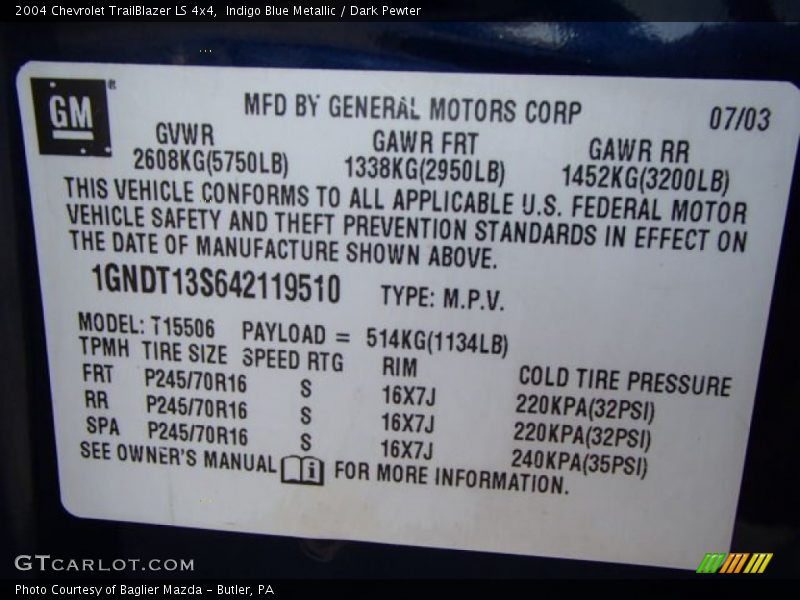 2004 Chevrolet TrailBlazer LS 4x4,  Indigo Blue Metallic / Dark Pewter
GM ®
MFD BY GENERAL MOTORS CORP 07/03
GVWR GAWR FRT GAWR RR
2608KG(5750LB) 1338KG(2950LB) 1452KG(3200LB)
THIS VEHICLE CONFORMS TO ALL APPLICABLE U.S. FEDERAL MOTOR
VEHICLE SAFETY AND THEFT PREVENTION STANDARDS IN EFFECT ON
THE DATE OF MANUFACTURE SHOWN ABOVE.
1GNDT13S642119510 TYPE: M.P.V.
MODEL: T15506 PAYLOAD = 514KG(1134LB)
TPMH TIRE SIZE SPEED RTG RIM COLD TIRE PRESSURE
FRT P245/70R16 S 16X7J 220KPA(32PSI)
RR P245/70R16 S 16X7J 220KPA(32PSI)
SPA P245/70R16 S 16X7J 240KPA(35PSI)
SEE OWNER'S MANUAL i FOR MORE INFORMATION.
GTCARLOT.COM
Photo Courtesy of Baglier Mazda - Butler, PA